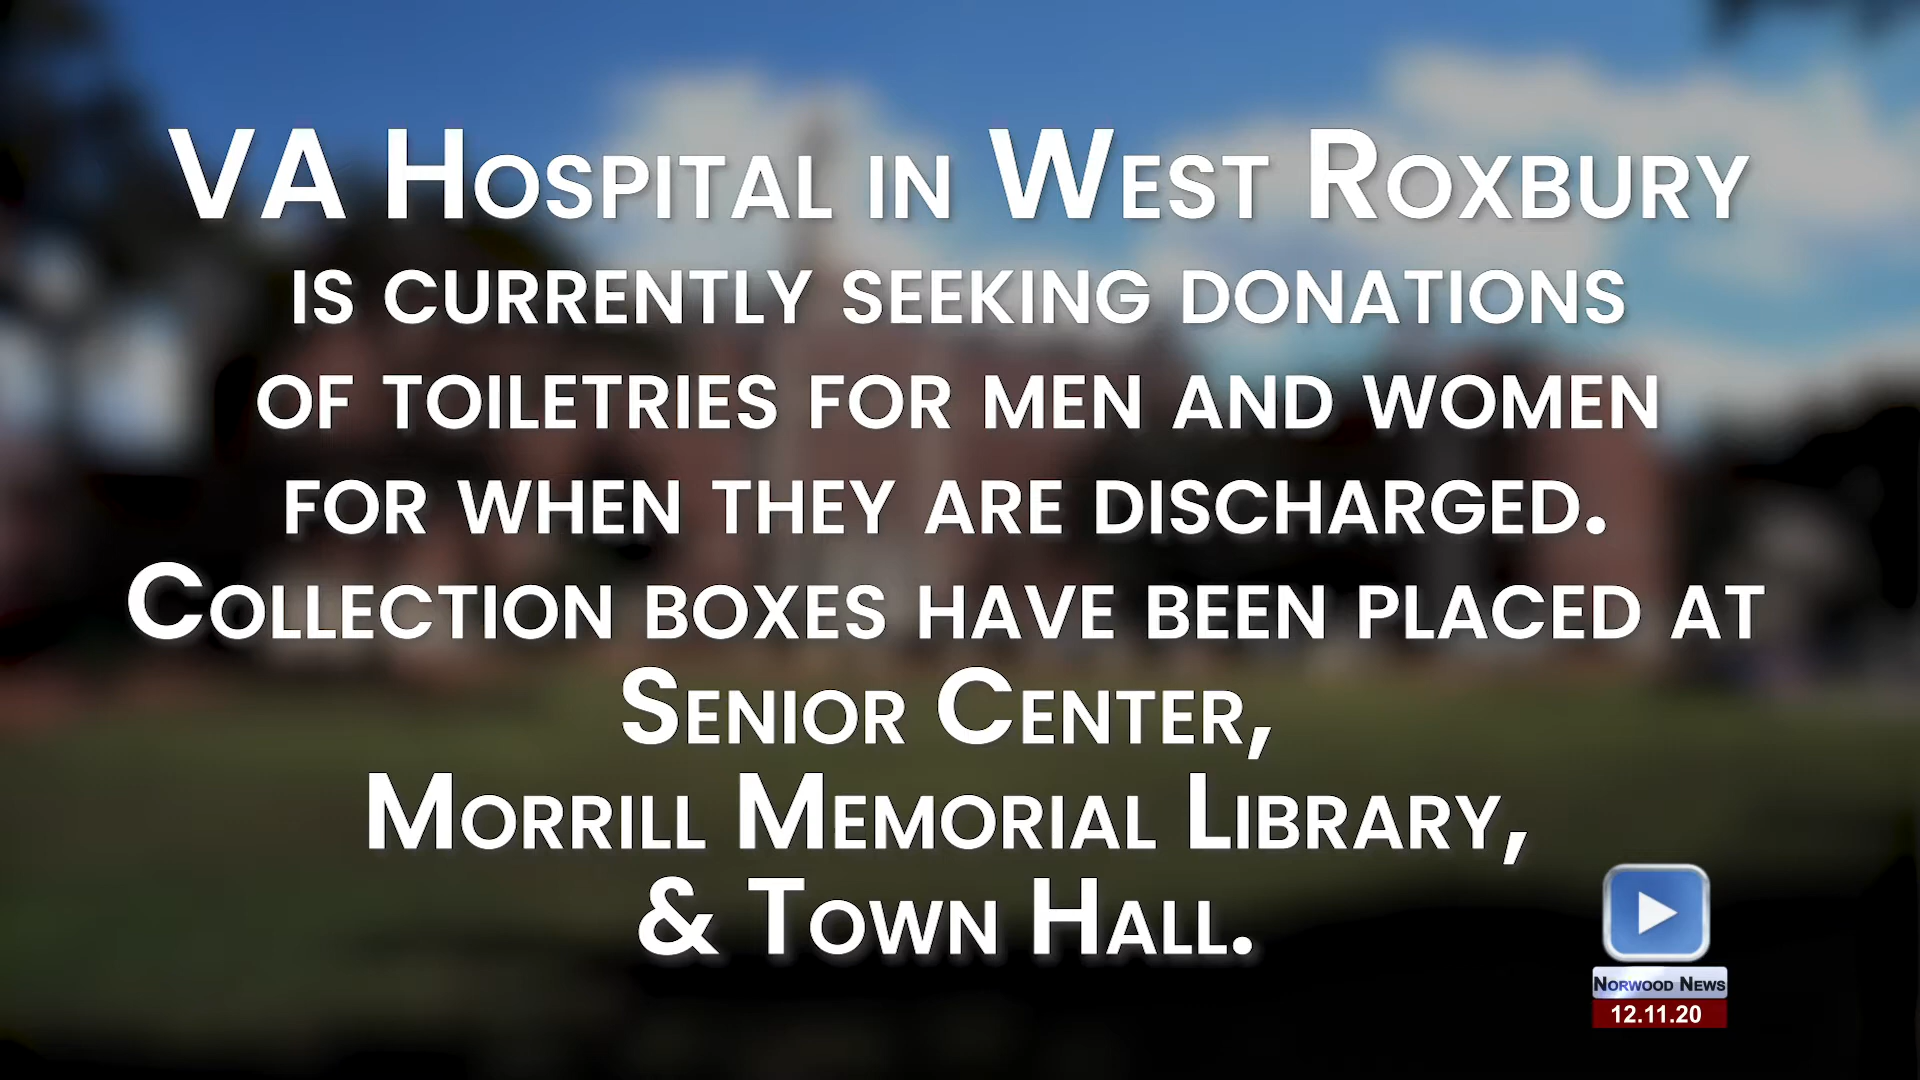 VA Hospital in West Roxbury
is currently seeking donations
of toiletries for men and women
for when they are discharged.
Collection boxes have been placed at
Senior Center,
Morrill Memorial Library,
& Town Hall.
Norwood News
12.11.20